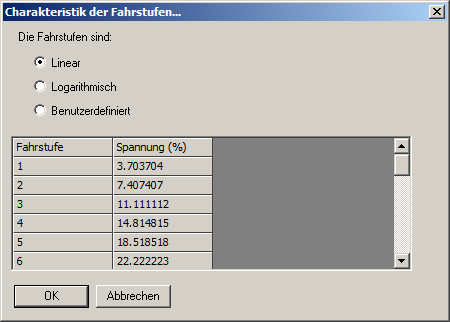 Charakteristik der Fahrstufen...
Die Fahrstufen sind:
Linear
Logarithmisch
Benutzerdefiniert
Fahrstufe Spannung (%)
1 3.703704
2 7.407407
3 11.111112
4 14.814815
5 18.518518
6 22.222223
OK Abbrechen